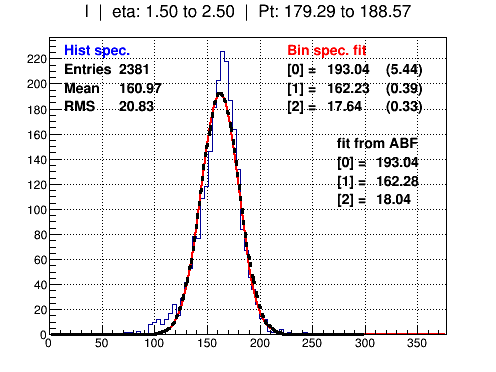 I | eta: 1.50 to 2.50 | Pt: 179.29 to 188.57
Hist spec.
Entries 2381
Mean 160.97
RMS 20.83
Bin spec. fit
[0] = 193.04 (5.44)
[1] = 162.23 (0.39)
[2] = 17.64 (0.33)
fit from ABF
[0] = 193.04
[1] = 162.28
[2] = 18.04
220
200
180
160
140
120
100
80
60
40
20
0
0 50 100 150 200 250 300 350